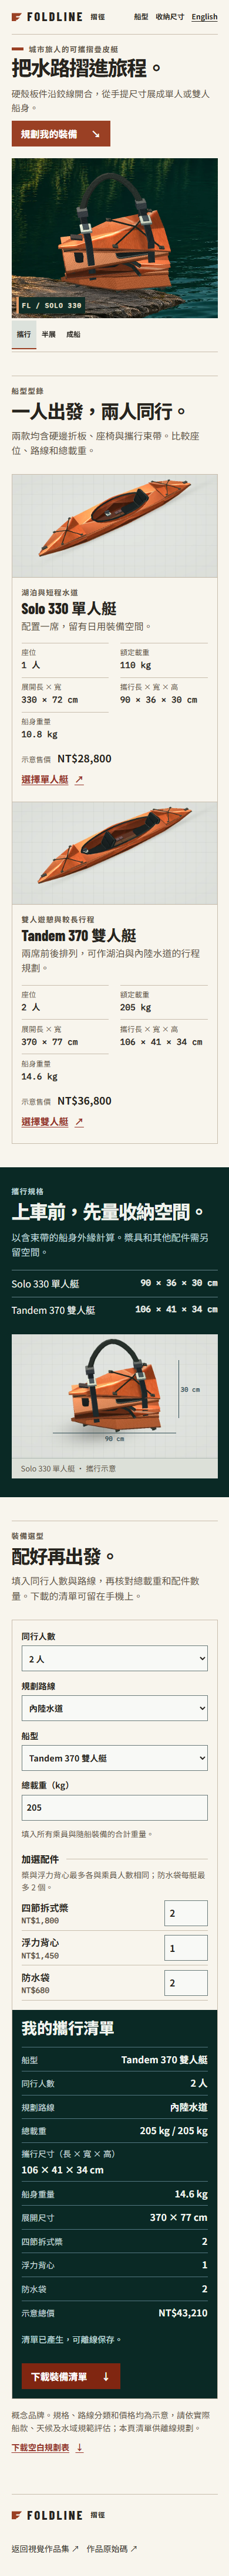 FOLDLINE 摺徑 船型 收納尺寸 English
城市旅人的可攜摺疊皮艇
把水路摺進旅程。
硬殼板件沿鉸線開合，從手提尺寸展成單人或雙人
船身。
規劃我的裝備 ↘
FL / SOLO 330
攜行 半展 成船
船型型錄
一人出發，兩人同行。
兩款均含硬邊折板、座椅與攜行束帶。比較座
位、路線和總載重。
湖泊與短程水道
Solo 330 單人艇
配置一席，留有日用裝備空間。
座位 額定載重
1 人 110 kg
展開長 × 寬 攜行長 × 寬 × 高
330 × 72 cm 90 × 36 × 30 cm
船身重量
10.8 kg
示意售價 NT$28,800
選擇單人艇 ↗
雙人遊憩與較長行程
Tandem 370 雙人艇
兩席前後排列，可作湖泊與內陸水道的行程
規劃。
座位 額定載重
2 人 205 kg
展開長 × 寬 攜行長 × 寬 × 高
370 × 77 cm 106 × 41 × 34 cm
船身重量
14.6 kg
示意售價 NT$36,800
選擇雙人艇 ↗
攜行規格
上車前，先量收納空間。
以含束帶的船身外緣計算。槳具與其他配件需另
留空間。
Solo 330 單人艇 90 × 36 × 30 cm
Tandem 370 雙人艇 106 × 41 × 34 cm
30 cm
90 cm
Solo 330 單人艇・攜行示意
裝備選型
配好再出發。
填入同行人數與路線，再核對總載重和配件數
量。下載的清單可留在手機上。
同行人數
2 人
規劃路線
內陸水道
船型
Tandem 370 雙人艇
總載重（kg）
205
填入所有乘員與隨船裝備的合計重量。
加選配件
槳與浮力背心最多各與乘員人數相同；防水袋每艇最
多 2 個。
四節拆式槳 2
NT$1,800
浮力背心 1
NT$1,450
防水袋 2
NT$680
我的攜行清單
船型 Tandem 370 雙人艇
同行人數 2 人
規劃路線 內陸水道
總載重 205 kg / 205 kg
攜行尺寸（長 × 寬 × 高）
106 × 41 × 34 cm
船身重量 14.6 kg
展開尺寸 370 × 77 cm
四節拆式槳 2
浮力背心 1
防水袋 2
示意總價 NT$43,210
清單已產生，可離線保存。
下載裝備清單 ↓
概念品牌。規格、路線分類和價格均為示意，請依實際
船款、天候及水域規範評估；本頁清單供離線規劃。
下載空白規劃表 ↓
FOLDLINE 摺徑
返回視覺作品集 ↗ 作品原始碼 ↗